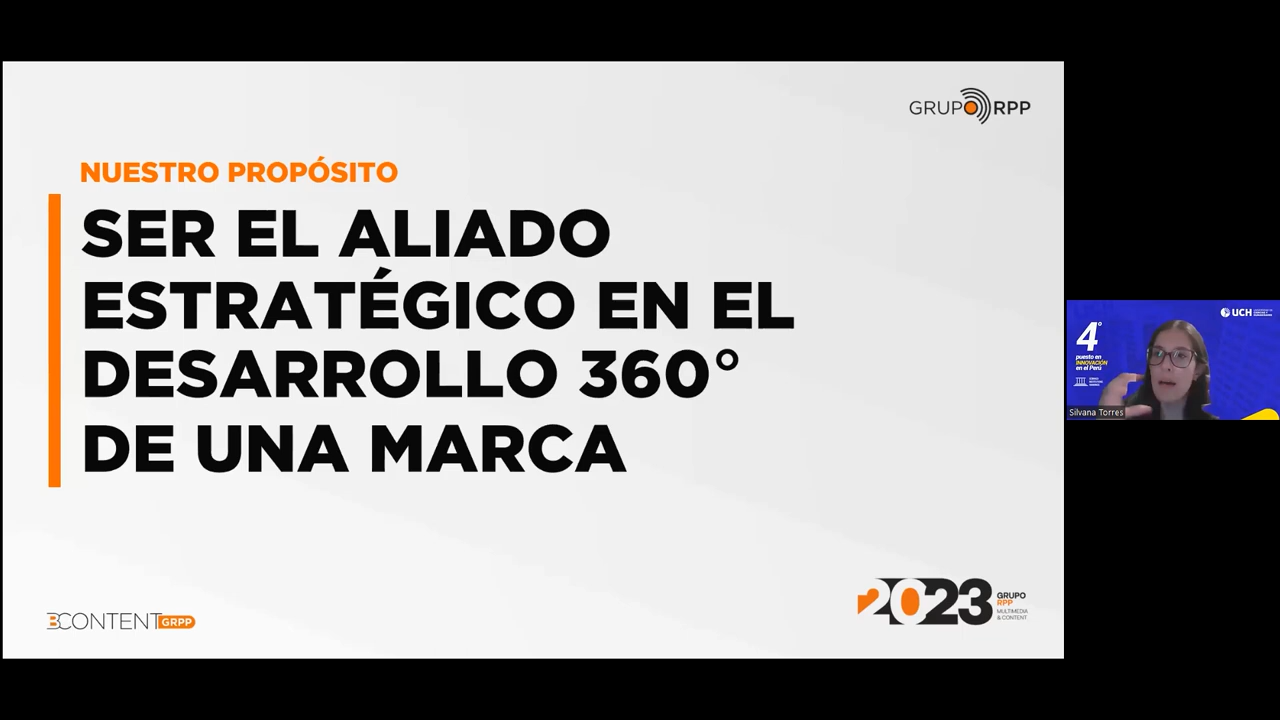 GRUPO RPP
NUESTRO PROPÓSITO
SER EL ALIADO
ESTRATÉGICO EN EL
DESARROLLO 360°
DE UNA MARCA
BCONTENT GRPP
2023 GRUPO
RPP
MULTIMEDIA
& CONTENT
UCH
4°
puesto en
INNOVACIÓN
en el Perú
Silvana Torres